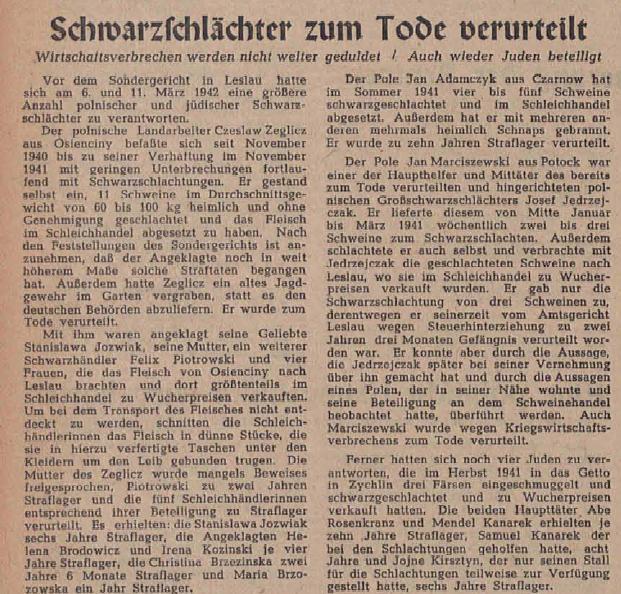 Schwarzschlächter zum Tode verurteilt
Wirtschaftsverbrechen werden nicht weiter geduldet / Auch wieder Juden beteiligt
Vor dem Sondergericht in Leslau hatte
sich am 6. und 11. März 1942 eine größere
Anzahl polnischer und jüdischer Schwarz-
schlächter zu verantworten.
Der polnische Landarbeiter Czeslaw Zeglicz
aus Osienciny befaßte sich seit November
1940 bis zu seiner Verhaftung im November
1941 mit geringen Unterbrechungen fortlau-
fend mit Schwarzschlachtungen. Er gestand
selbst ein, 11 Schweine im Durchschnittsge-
wicht von 60 bis 100 kg heimlich und ohne
Genehmigung geschlachtet und das Fleisch
im Schleichhandel abgesetzt zu haben. Nach
den Feststellungen des Sondergerichts ist an-
zunehmen, daß der Angeklagte noch in weit
höherem Maße solche Straftaten begangen
hat. Außerdem hatte Zeglicz ein altes Jagd-
gewehr im Garten vergraben, statt es den
deutschen Behörden abzuliefern. Er wurde zum
Tode verurteilt.
Mit ihm waren angeklagt seine Geliebte
Stanislawa Jozwiak, seine Mutter, ein weiterer
Schwarzhändler Felix Piotrowski und vier
Frauen, die das Fleisch von Osienciny nach
Leslau brachten und dort größtenteils im
Schleichhandel zu Wucherpreisen verkauften.
Um bei dem Transport des Fleisches nicht ent-
deckt zu werden, schnitten die Schleich-
händlerinnen das Fleisch in dünne Stücke, die
sie in hierzu verfertigte Taschen unter den
Kleidern um den Leib gebunden trugen. Die
Mutter des Zeglicz wurde mangels Beweises
freigesprochen, Piotrowski zu zwei Jahren
Straflager und die fünf Schleichhändlerinnen
entsprechend ihrer Beteiligung zu Straflager
verurteilt. Es erhielten: die Stanislawa Jozwiak
sechs Jahre Straflager, die Angeklagten He-
lena Brodowicz und Irena Kozinski je vier
Jahre Straflager, die Christina Brzezinska zwei
Jahre 6 Monate Straflager und Maria Brzo-
zowska ein Jahr Straflager.
Der Pole Jan Adamczyk aus Czarnow hat
im Sommer 1941 vier bis fünf Schweine
schwarzgeschlachtet und im Schleichhandel
abgesetzt. Außerdem hat er mit mehreren an-
deren mehrmals heimlich Schnaps gebrannt.
Er wurde zu zehn Jahren Straflager verurteilt.
Der Pole Jan Marciszewski aus Potock war
einer der Haupthelfer und Mittäter des bereits
zum Tode verurteilten und hingerichteten pol-
nischen Großschwarzschlächters Josef Jedrzej-
czak. Er lieferte diesem von Mitte Januar
bis März 1941 wöchentlich zwei bis drei
Schweine zum Schwarzschlachten. Außerdem
schlachtete er auch selbst und verbrachte mit
Jedrzejczak die geschlachteten Schweine nach
Leslau, wo sie im Schleichhandel zu Wucher-
preisen verkauft wurden. Er gab nur die
Schwarzschlachtung von drei Schweinen zu,
derentwegen er seinerzeit vom Amtsgericht
Leslau wegen Steuerhinterziehung zu zwei
Jahren drei Monaten Gefängnis verurteilt wor-
den war. Er konnte aber durch die Aussage,
die Jedrzejczak später bei seiner Vernehmung
über ihn gemacht hat und durch die Aussagen
eines Polen, der in seiner Nähe wohnte und
seine Beteiligung an dem Schweinehandel
beobachtet hatte, überführt werden. Auch
Marciszewski wurde wegen Kriegswirtschafts-
verbrechens zum Tode verurteilt.
Ferner hatten sich noch vier Juden zu ver-
antworten, die im Herbst 1941 in das Getto
in Zychlin drei Färsen eingeschmuggelt und
schwarzgeschlachtet und zu Wucherpreisen
verkauft hatten. Die beiden Haupttäter Abe
Rosenkranz und Mendel Kanarek erhielten je
zehn Jahre Straflager, Samuel Kanarek der
bei den Schlachtungen geholfen hatte, acht
Jahre und Jojne Kirsztyn, der nur seinen Stall
für die Schlachtungen teilweise zur Verfügung
gestellt hatte, sechs Jahre Straflager.